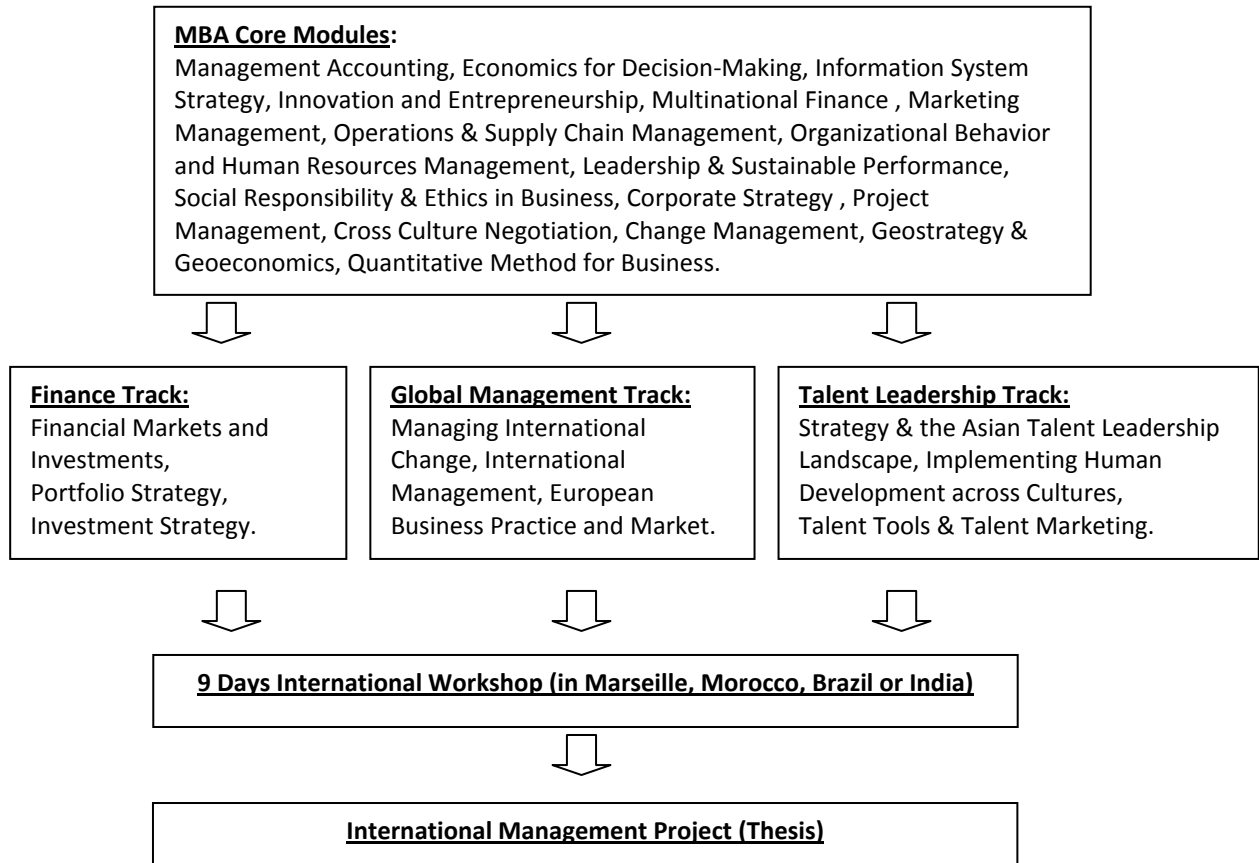 MBA Core Modules:
Management Accounting, Economics for Decision-Making, Information System
Strategy, Innovation and Entrepreneurship, Multinational Finance , Marketing
Management, Operations & Supply Chain Management, Organizational Behavior
and Human Resources Management, Leadership & Sustainable Performance,
Social Responsibility & Ethics in Business, Corporate Strategy , Project
Management, Cross Culture Negotiation, Change Management, Geostrategy &
Geoeconomics, Quantitative Method for Business.
Finance Track:
Financial Markets and
Investments,
Portfolio Strategy,
Investment Strategy.
Global Management Track:
Managing International
Change, International
Management, European
Business Practice and Market.
Talent Leadership Track:
Strategy & the Asian Talent Leadership
Landscape, Implementing Human
Development across Cultures,
Talent Tools & Talent Marketing.
9 Days International Workshop (in Marseille, Morocco, Brazil or India)
International Management Project (Thesis)